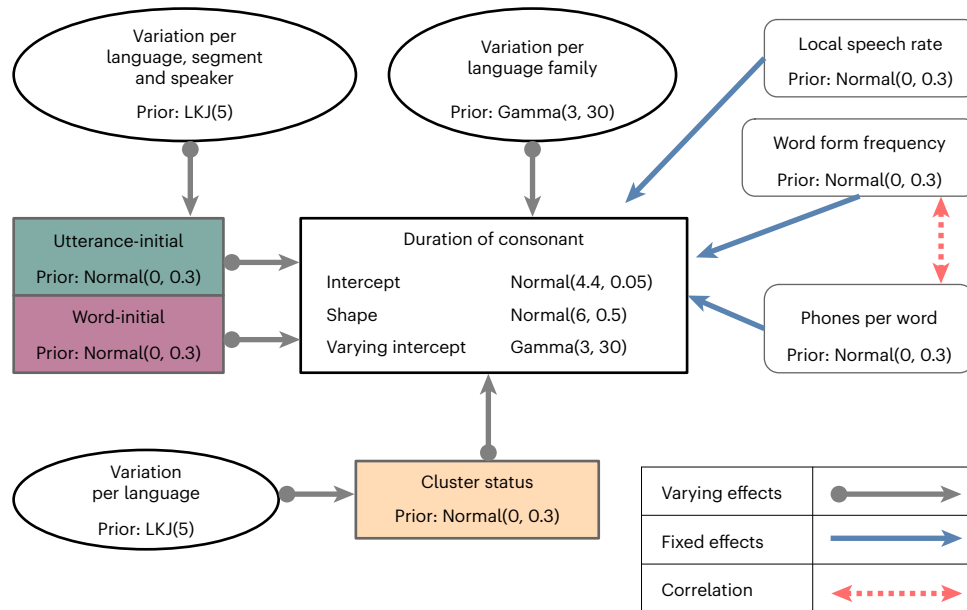 Variation per
language, segment
and speaker
Prior: LKJ(5)
Variation per
language family
Prior: Gamma(3, 30)
Local speech rate
Prior: Normal(0, 0.3)
Word form frequency
Prior: Normal(0, 0.3)
Utterance-initial
Prior: Normal(0, 0.3)
Word-initial
Prior: Normal(0, 0.3)
Duration of consonant
Intercept Normal(4.4, 0.05)
Shape Normal(6, 0.5)
Varying intercept Gamma(3, 30)
Phones per word
Prior: Normal(0, 0.3)
Variation
per language
Prior: LKJ(5)
Cluster status
Prior: Normal(0, 0.3)
Varying effects
Fixed effects
Correlation